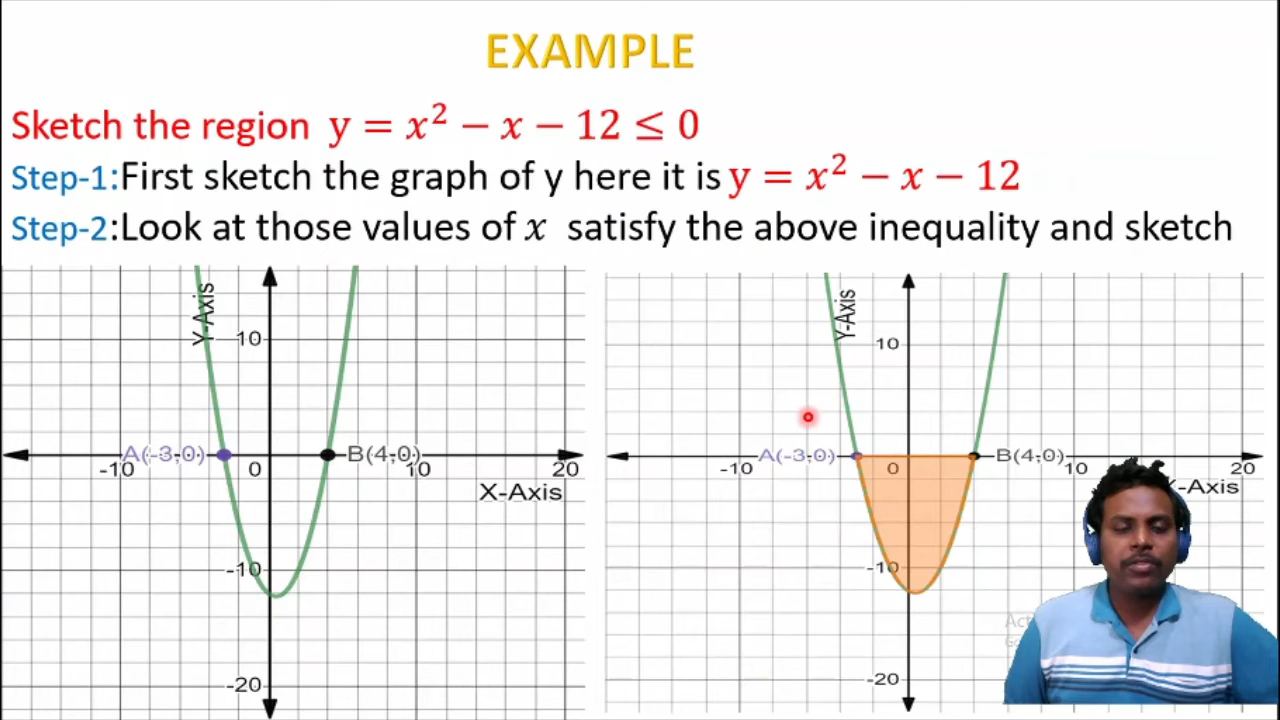 EXAMPLE
Sketch the region y = x² − x − 12 ≤ 0
Step-1:First sketch the graph of y here it is y = x² − x − 12
Step-2:Look at those values of x satisfy the above inequality and sketch
Y-Axis
10
A(-3,0)
B(4,0)
-10
0
10
20
X-Axis
-10
-20
Y-Axis
10
A(-3,0)
B(4,0)
-10
0
10
20
X-Axis
-10
-20